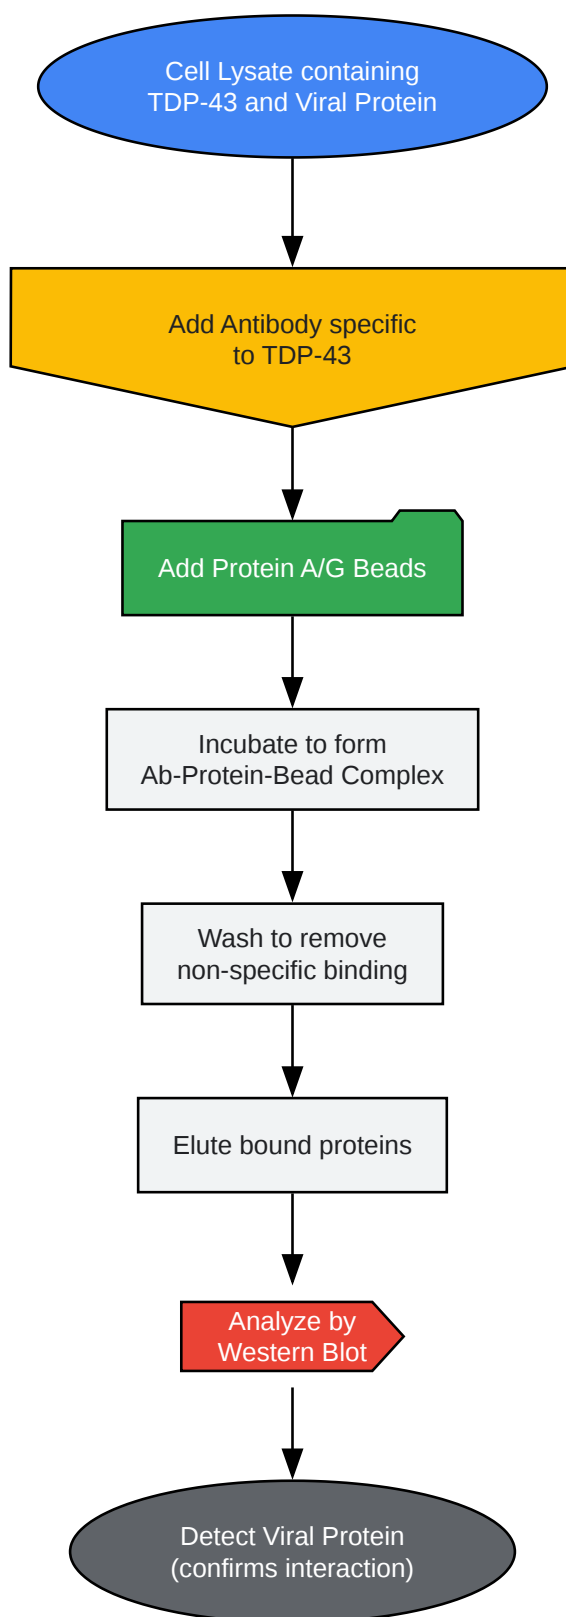 Cell Lysate containing
TDP-43 and Viral Protein
Add Antibody specific
to TDP-43
Add Protein A/G Beads
Incubate to form
Ab-Protein-Bead Complex
Wash to remove
non-specific binding
Elute bound proteins
Analyze by
Western Blot
Detect Viral Protein
(confirms interaction)